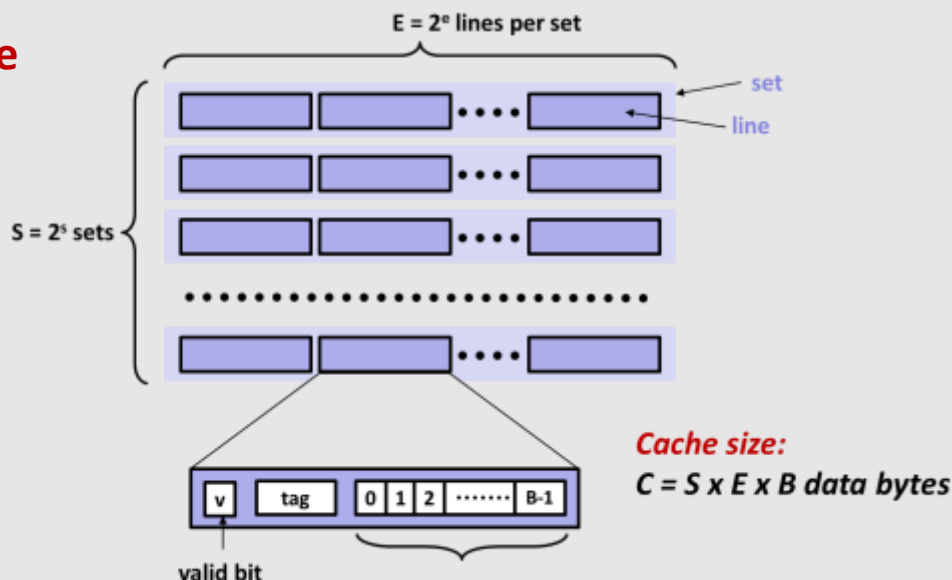 E = 2ᵉ lines per set
e
set
line
S = 2ˢ sets
Cache size:
C = S x E x B data bytes
v tag 0 1 2 ······· B-1
valid bit